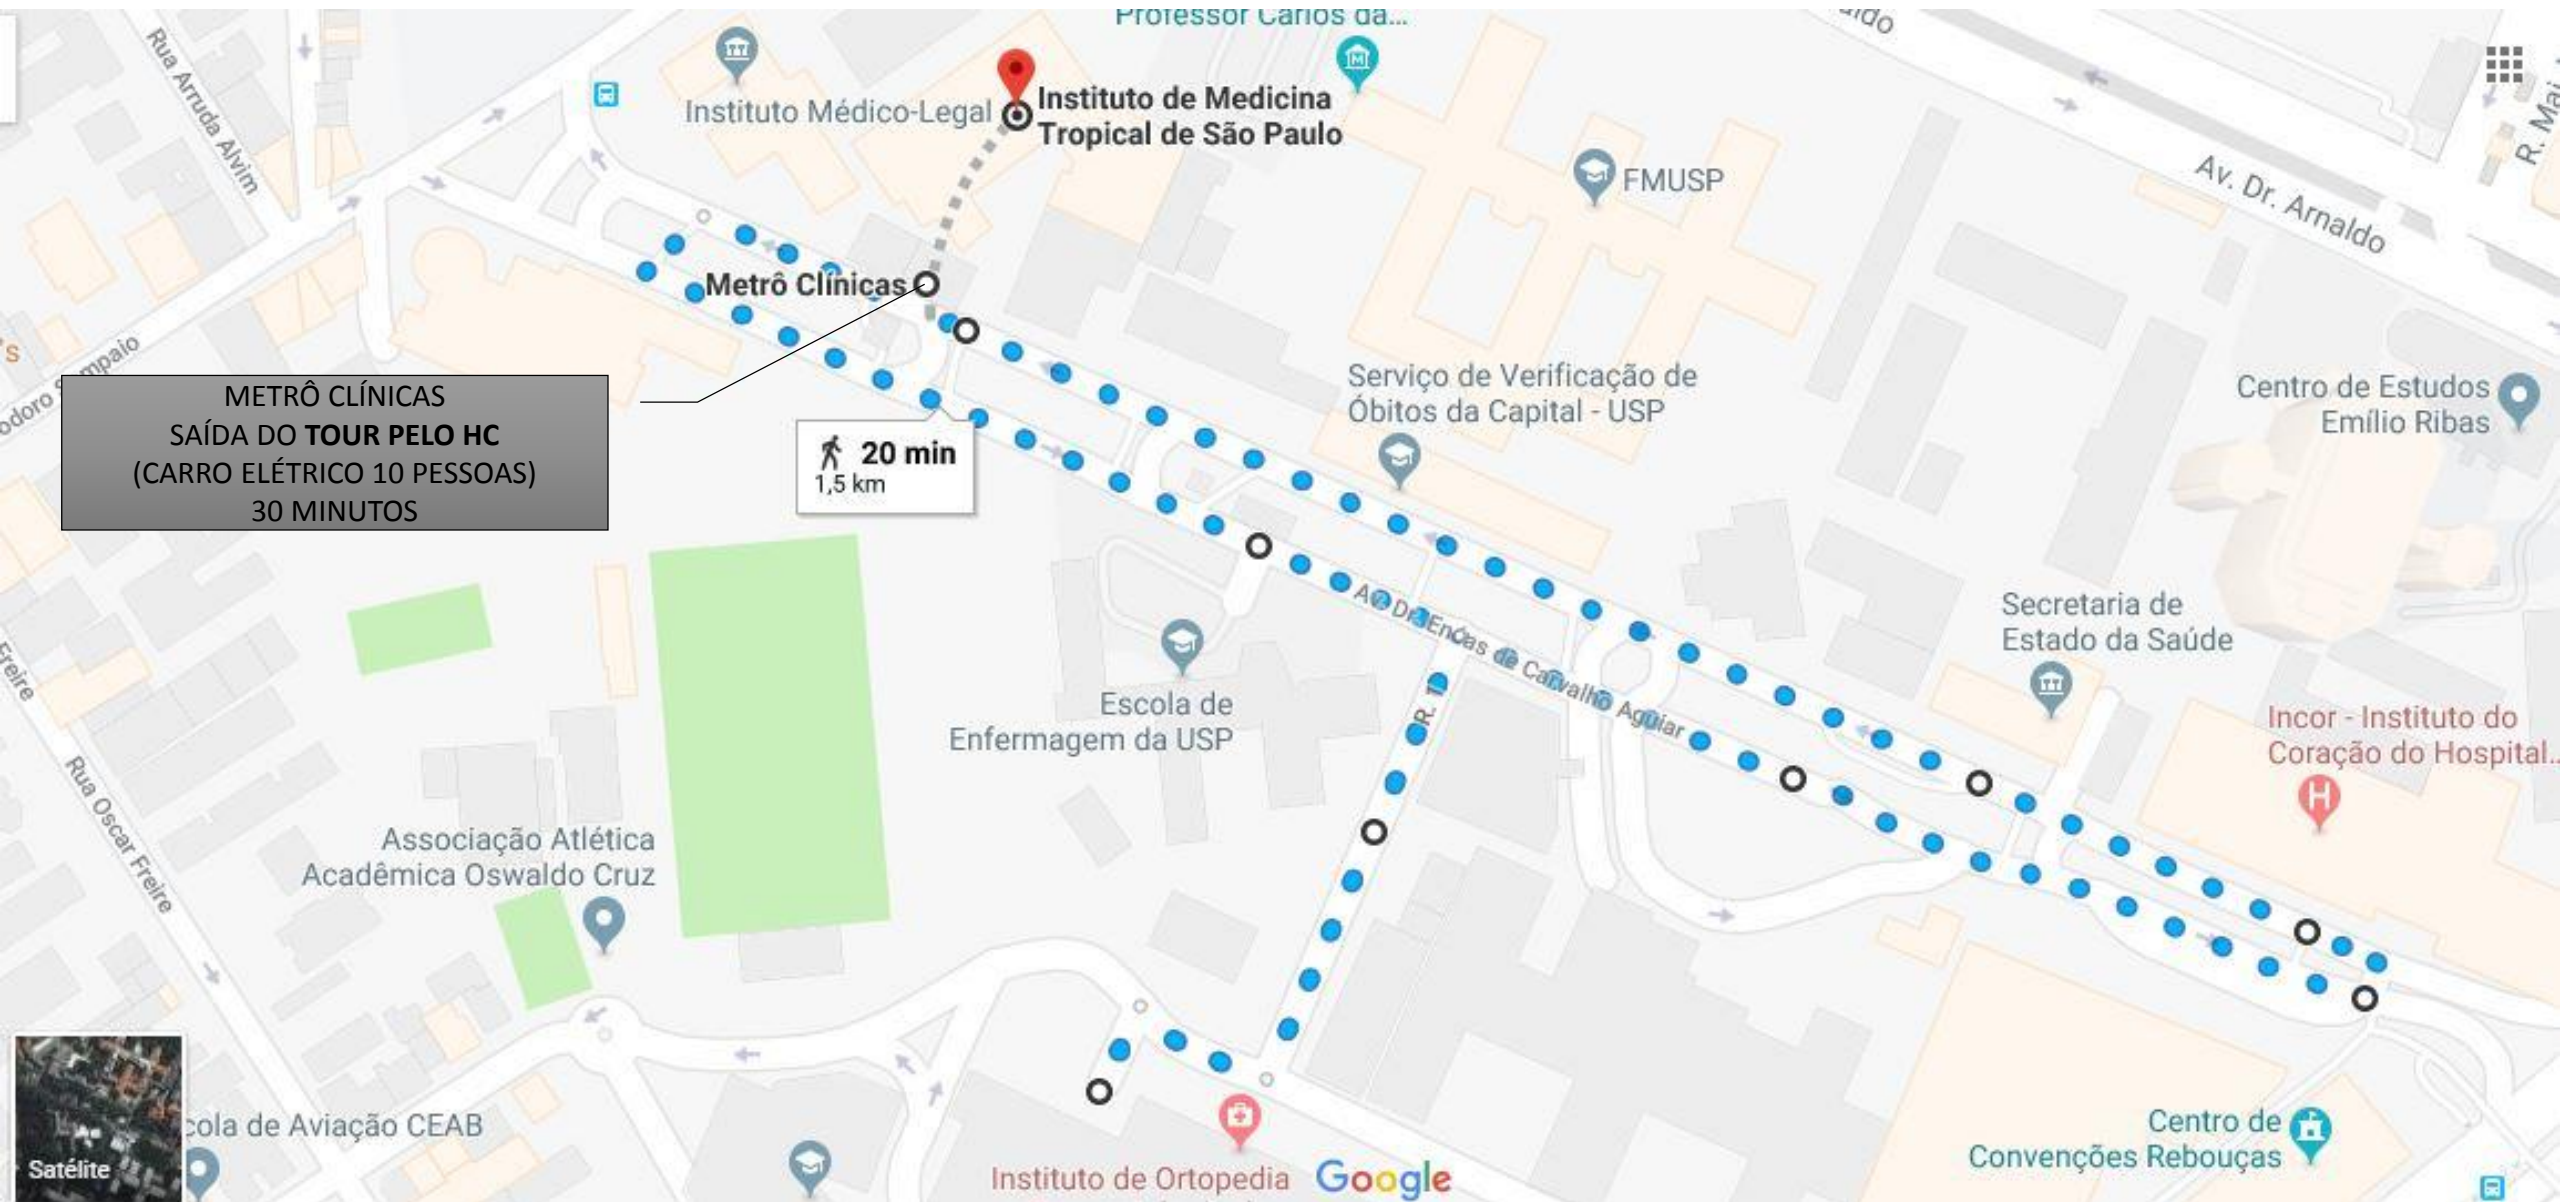 Professor Carlos da...
Rua Arruda Alvim
Instituto Médico-Legal
Instituto de Medicina
Tropical de São Paulo
FMUSP
Av. Dr. Arnaldo
Metrô Clínicas
METRÔ CLÍNICAS
SAÍDA DO TOUR PELO HC
(CARRO ELÉTRICO 10 PESSOAS)
30 MINUTOS
20 min
1,5 km
Serviço de Verificação de
Óbitos da Capital - USP
Centro de Estudos
Emílio Ribas
Av. Dr. Enéas de Carvalho Aguiar
Secretaria de
Estado da Saúde
Escola de
Enfermagem da USP
R. 1
Incor - Instituto do
Coração do Hospital...
Freire
Rua Oscar Freire
Associação Atlética
Acadêmica Oswaldo Cruz
cola de Aviação CEAB
Satélite
Centro de
Convenções Rebouças
Instituto de Ortopedia
Google